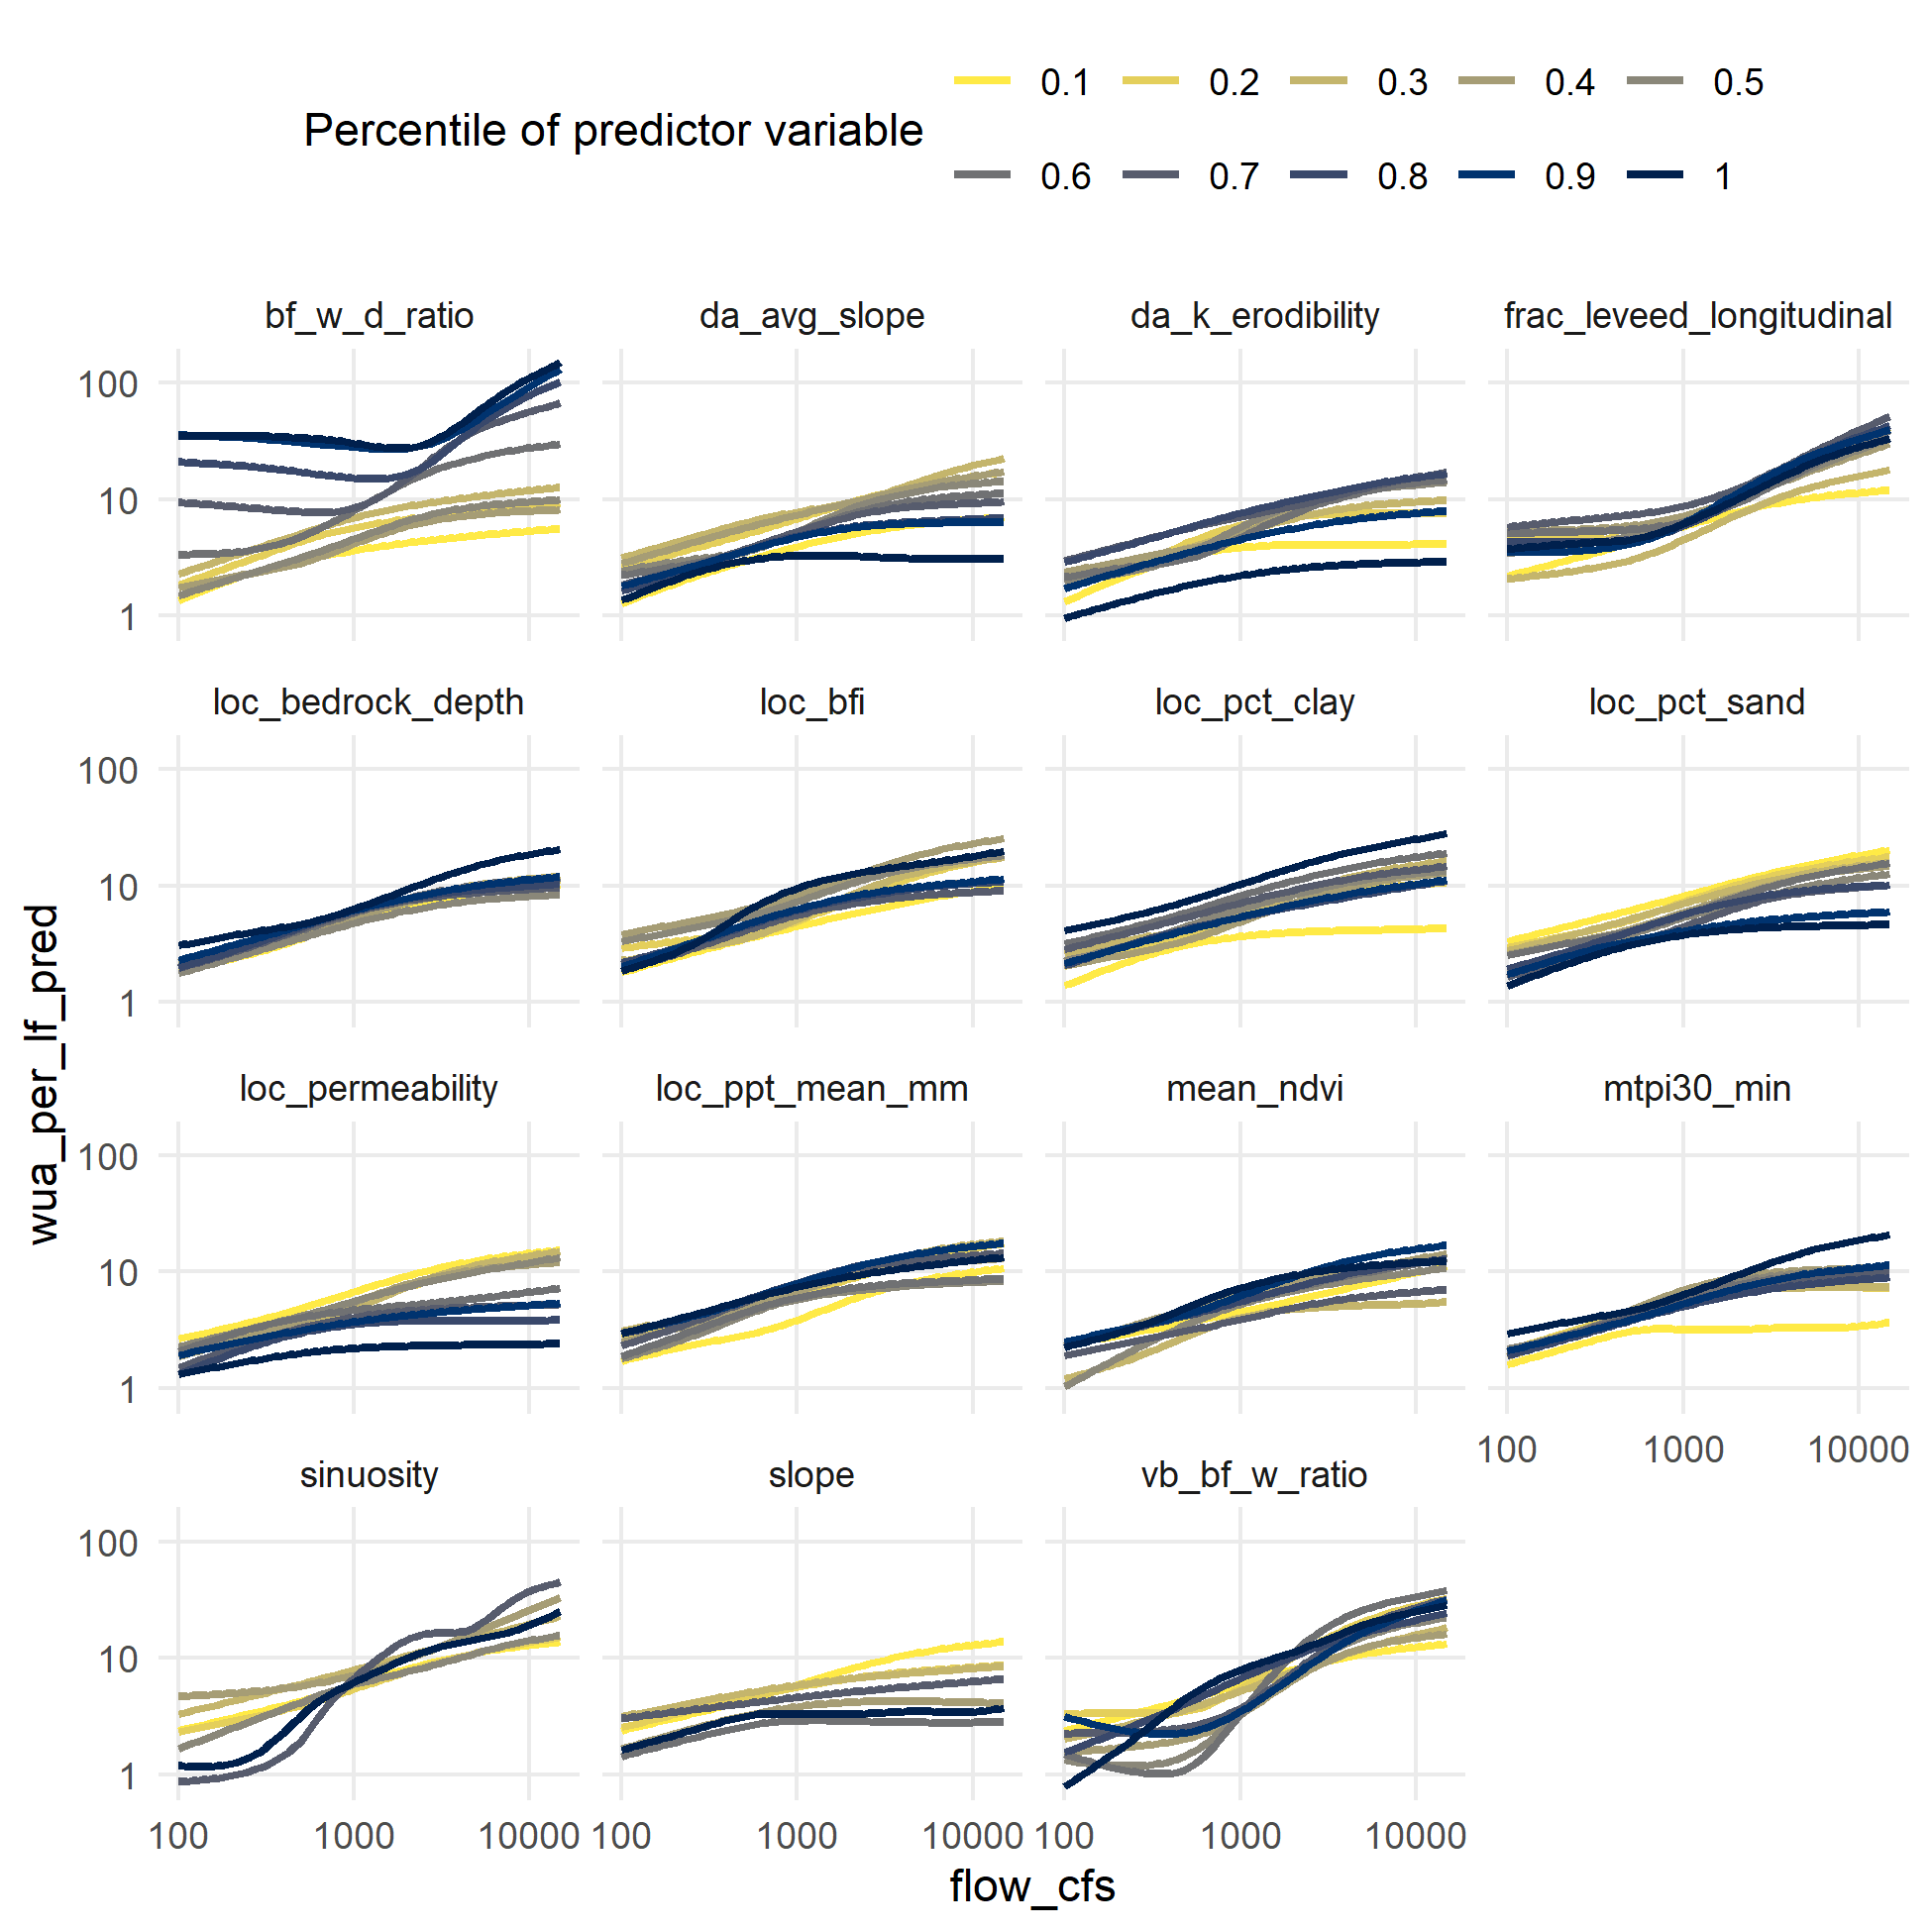 Percentile of predictor variable
0.1 0.2 0.3 0.4 0.5
0.6 0.7 0.8 0.9 1
bf_w_d_ratio da_avg_slope da_k_erodibility frac_leveed_longitudinal
100
10
1
loc_bedrock_depth loc_bfi loc_pct_clay loc_pct_sand
100
10
1
loc_permeability loc_ppt_mean_mm mean_ndvi mtpi30_min
100
10
1
100 1000 10000
sinuosity slope vb_bf_w_ratio
100
10
1
100 1000 10000 100 1000 10000 100 1000 10000
flow_cfs
wua_per_lf_pred